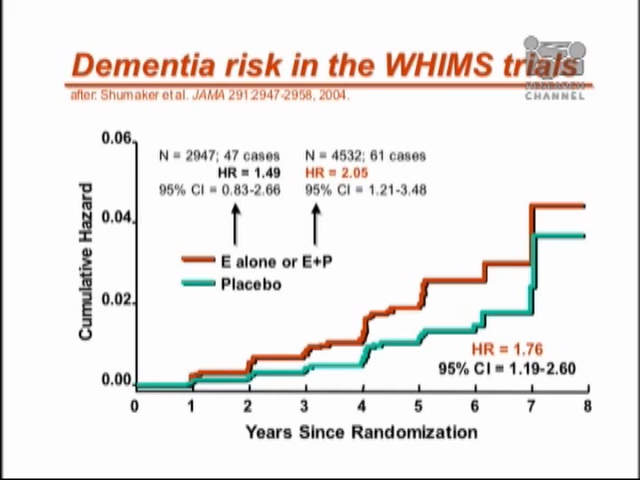 Dementia risk in the WHIMS trials
after: Shumaker et al. JAMA 291:2947-2958, 2004.
RESEARCH
CHANNEL
0.06
N = 2947; 47 cases
HR = 1.49
95% CI = 0.83-2.66
N = 4532; 61 cases
HR = 2.05
95% CI = 1.21-3.48
0.04
Cumulative Hazard
E alone or E+P
Placebo
0.02
HR = 1.76
95% CI = 1.19-2.60
0.00
0 1 2 3 4 5 6 7 8
Years Since Randomization